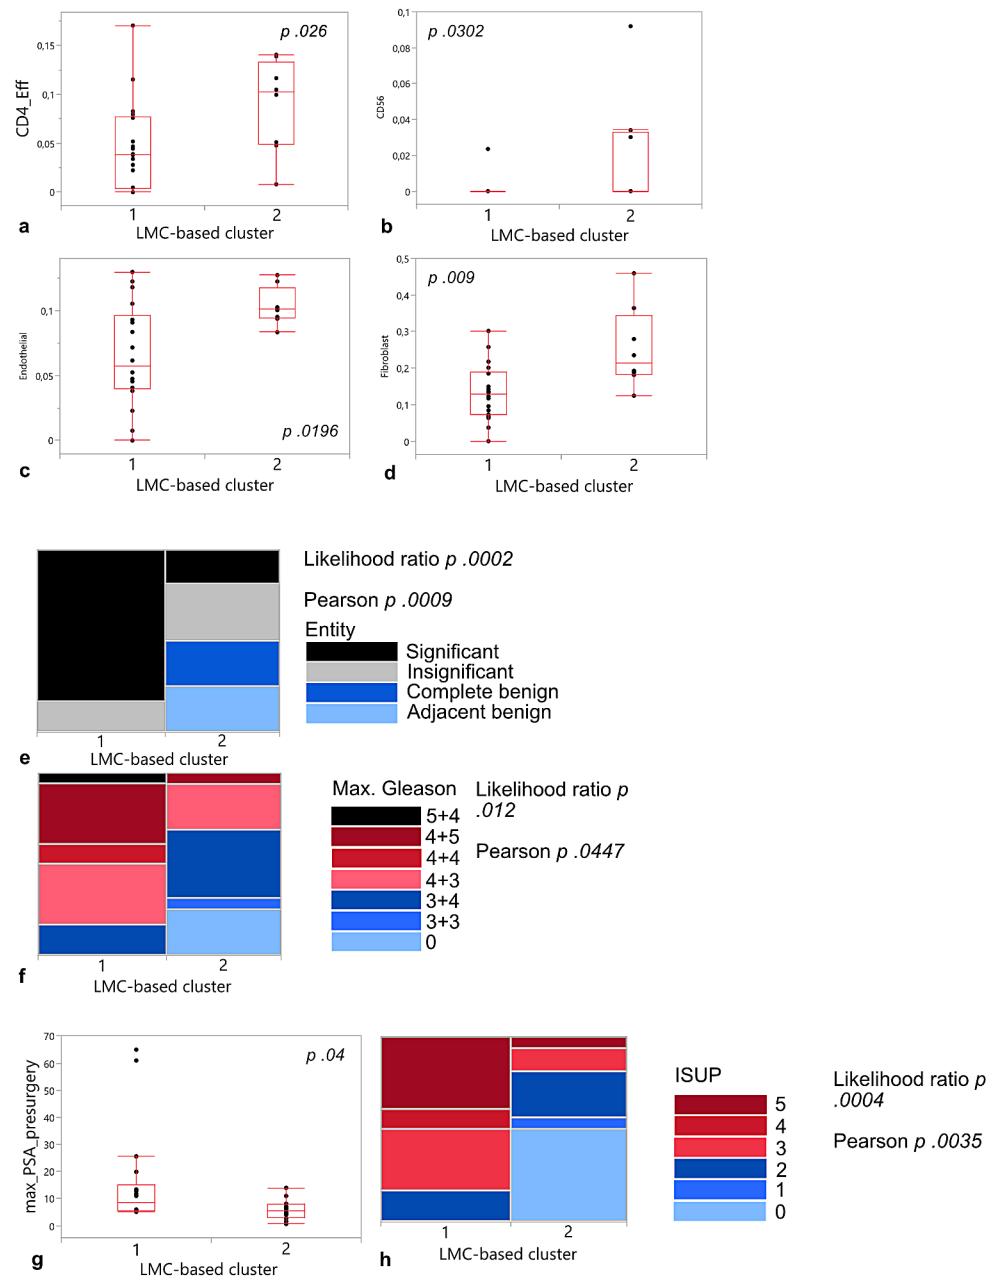 p .026
CD4_Eff
0,15
0,1
0,05
0
1
2
a
LMC-based cluster
p .0302
CD56
0,1
0,08
0,06
0,04
0,02
0
1
2
b
LMC-based cluster
Endothelial
0,1
0,05
0
p .0196
1
2
c
LMC-based cluster
p .009
Fibroblast
0,5
0,4
0,3
0,2
0,1
0
1
2
d
LMC-based cluster
Likelihood ratio p .0002
Pearson p .0009
Entity
Significant
Insignificant
Complete benign
Adjacent benign
1
2
e
LMC-based cluster
Max. Gleason
5+4
4+5
4+4
4+3
3+4
3+3
0
Likelihood ratio p
.012
Pearson p .0447
1
2
f
LMC-based cluster
max_PSA_presurgery
70
60
50
40
30
20
10
0
p .04
1
2
g
LMC-based cluster
ISUP
5
4
3
2
1
0
Likelihood ratio p
.0004
Pearson p .0035
1
2
h
LMC-based cluster